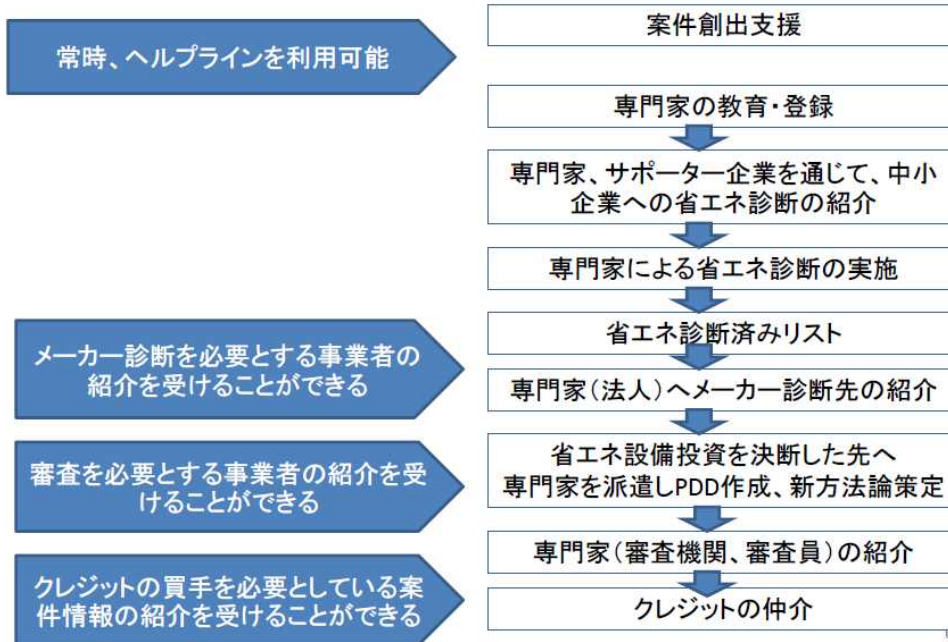 常時、ヘルプラインを利用可能
案件創出支援
専門家の教育・登録
専門家、サポーター企業を通じて、中小
企業への省エネ診断の紹介
専門家による省エネ診断の実施
省エネ診断済みリスト
メーカー診断を必要とする事業者の
紹介を受けることができる
専門家(法人)へメーカー診断先の紹介
省エネ設備投資を決断した先へ
専門家を派遣しPDD作成、新方法論策定
審査を必要とする事業者の紹介を受
けることができる
専門家(審査機関、審査員)の紹介
クレジットの買手を必要としている案
件情報の紹介を受けることができる
クレジットの仲介